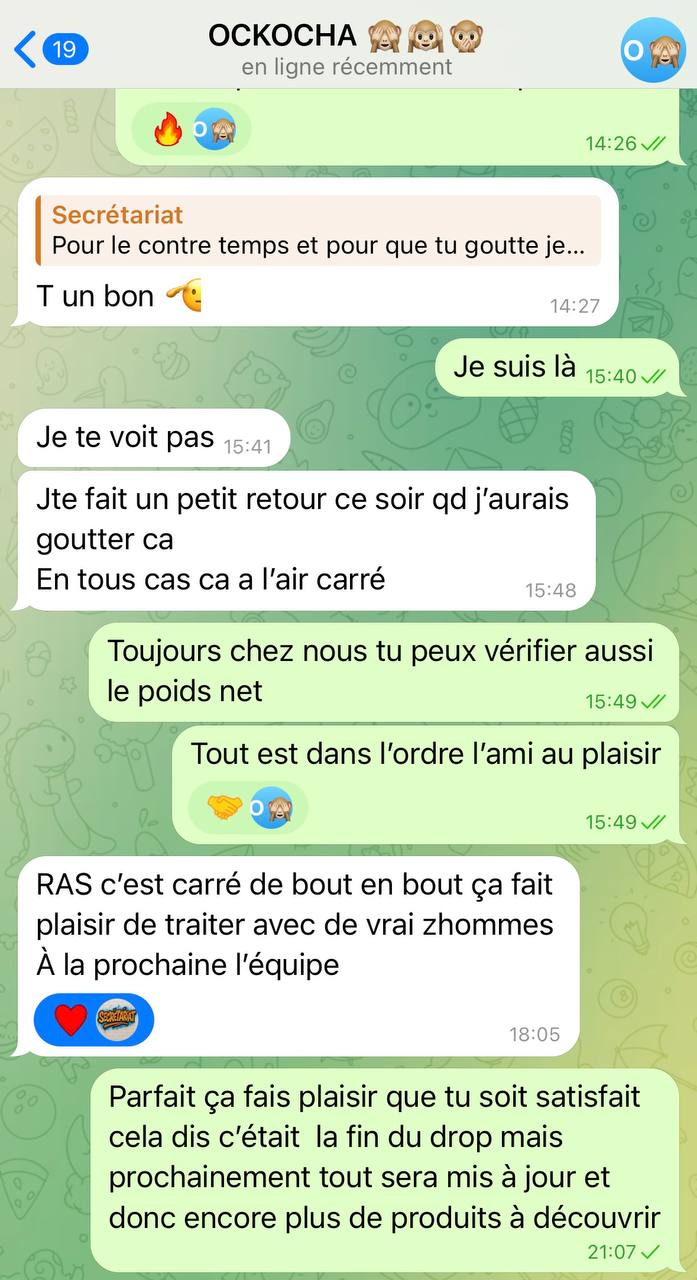 19
OCKOCHA 🙈🙉🙊
en ligne récemment
O🙈
🔥 O🙈
14:26
Secrétariat
Pour le contre temps et pour que tu goutte je...
T un bon
14:27
Je suis là 15:40
Je te voit pas 15:41
Jte fait un petit retour ce soir qd j’aurais
goutter ca
En tous cas ca a l’air carré
15:48
Toujours chez nous tu peux vérifier aussi
le poids net
15:49
Tout est dans l’ordre l’ami au plaisir
🤝 O🙈
15:49
RAS c’est carré de bout en bout ça fait
plaisir de traiter avec de vrai zhommes
À la prochaine l’équipe
❤️ SECRÉTARIAT
18:05
Parfait ça fais plaisir que tu soit satisfait
cela dis c’était  la fin du drop mais
prochainement tout sera mis à jour et
donc encore plus de produits à découvrir
21:07